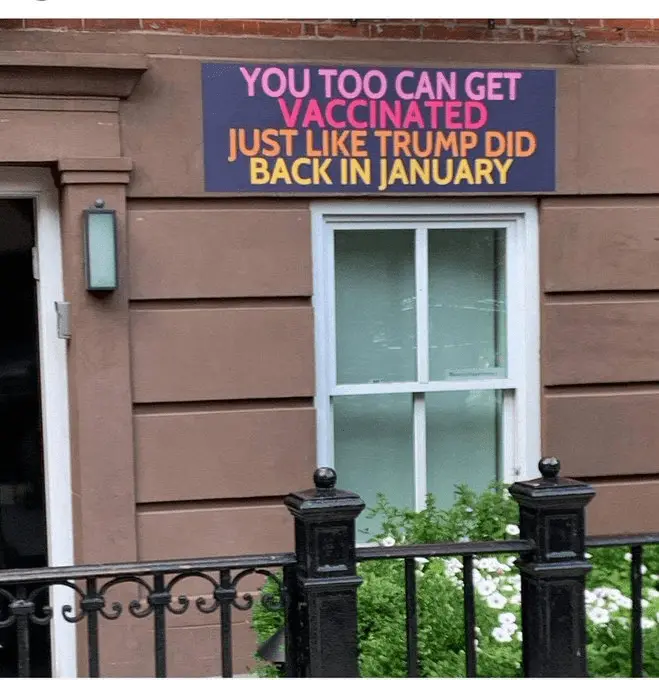 YOU TOO CAN GET
VACCINATED
JUST LIKE TRUMP DID
BACK IN JANUARY